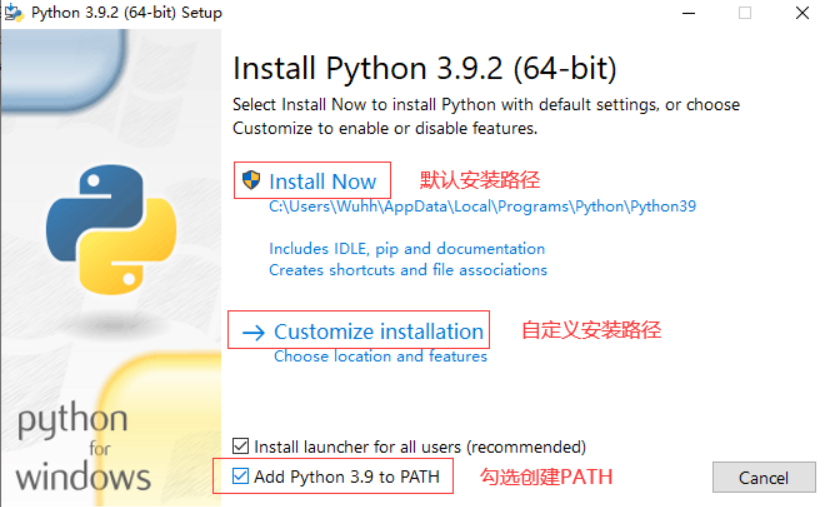 Python 3.9.2 (64-bit) Setup
Install Python 3.9.2 (64-bit)
Select Install Now to install Python with default settings, or choose
Customize to enable or disable features.
Install Now 默认安装路径
C:\Users\Wuhh\AppData\Local\Programs\Python\Python39
Includes IDLE, pip and documentation
Creates shortcuts and file associations
Customize installation 自定义安装路径
Choose location and features
python
for
windows
Install launcher for all users (recommended)
Add Python 3.9 to PATH 勾选创建PATH
Cancel